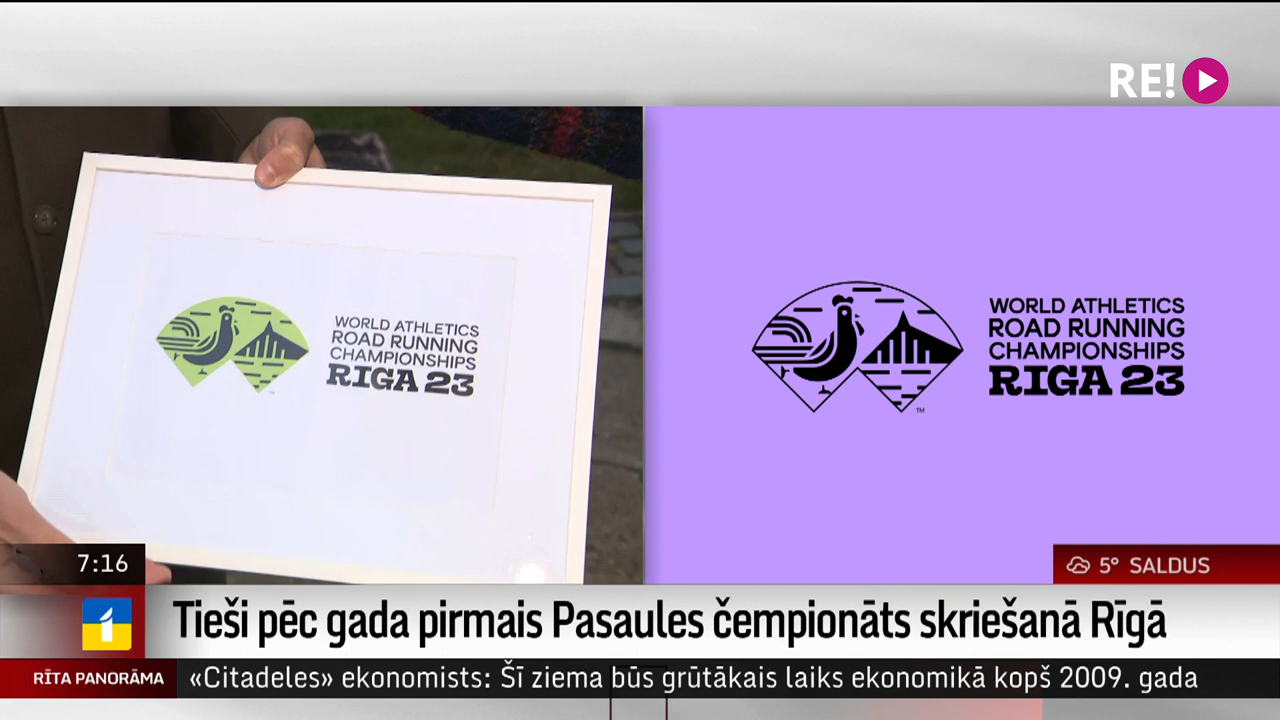 RE!
WORLD ATHLETICS
ROAD RUNNING
CHAMPIONSHIPS
RIGA 23
WORLD ATHLETICS
ROAD RUNNING
CHAMPIONSHIPS
RIGA 23
TM
7:16
5° SALDUS
1
Tieši pēc gada pirmais Pasaules čempionāts skriešanā Rīgā
RĪTA PANORĀMA
«Citadeles» ekonomists: Šī ziema būs grūtākais laiks ekonomikā kopš 2009. gada